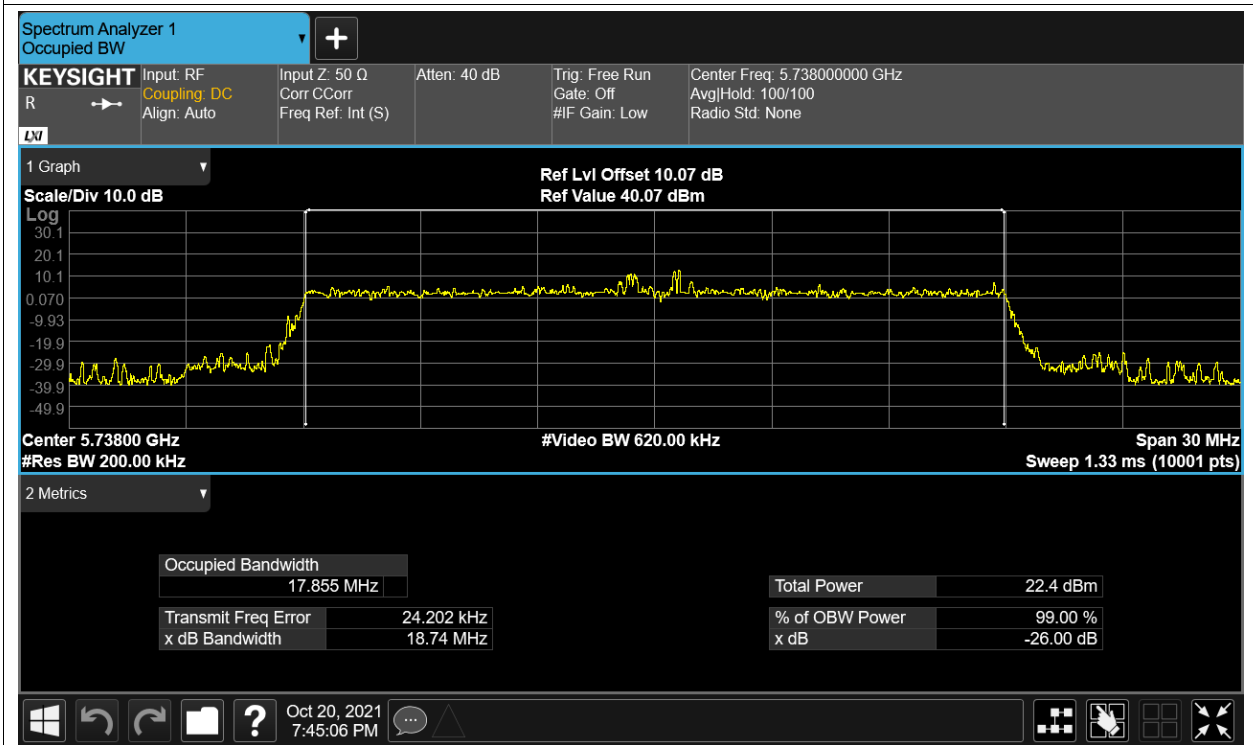 Spectrum Analyzer 1
Occupied BW
KEYSIGHT
R
LXI
Input: RF
Coupling: DC
Align: Auto
Input Z: 50 Ω
Corr CCorr
Freq Ref: Int (S)
Atten: 40 dB
Trig: Free Run
Gate: Off
#IF Gain: Low
Center Freq: 5.738000000 GHz
Avg|Hold: 100/100
Radio Std: None
1 Graph
Scale/Div 10.0 dB
Ref Lvl Offset 10.07 dB
Ref Value 40.07 dBm
Log
30.1
20.1
10.1
0.070
-9.93
-19.9
-29.9
-39.9
-49.9
Center 5.73800 GHz
#Video BW 620.00 kHz
Span 30 MHz
#Res BW 200.00 kHz
Sweep 1.33 ms (10001 pts)
2 Metrics
Occupied Bandwidth
17.855 MHz
Transmit Freq Error 24.202 kHz
x dB Bandwidth 18.74 MHz
Total Power 22.4 dBm
% of OBW Power 99.00 %
x dB -26.00 dB
?
Oct 20, 2021
7:45:06 PM